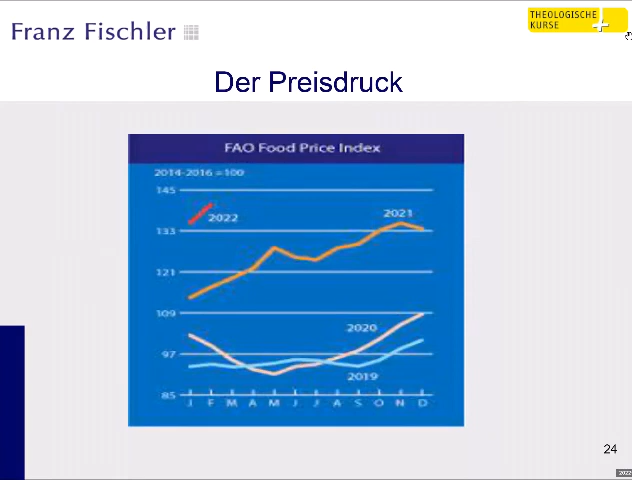 Franz Fischler
THEOLOGISCHE
KURSE
Der Preisdruck
FAO Food Price Index
2014-2016 =100
145
2022
2021
133
121
109
2020
97
2019
85
J F M A M J J A S O N D
24
2022